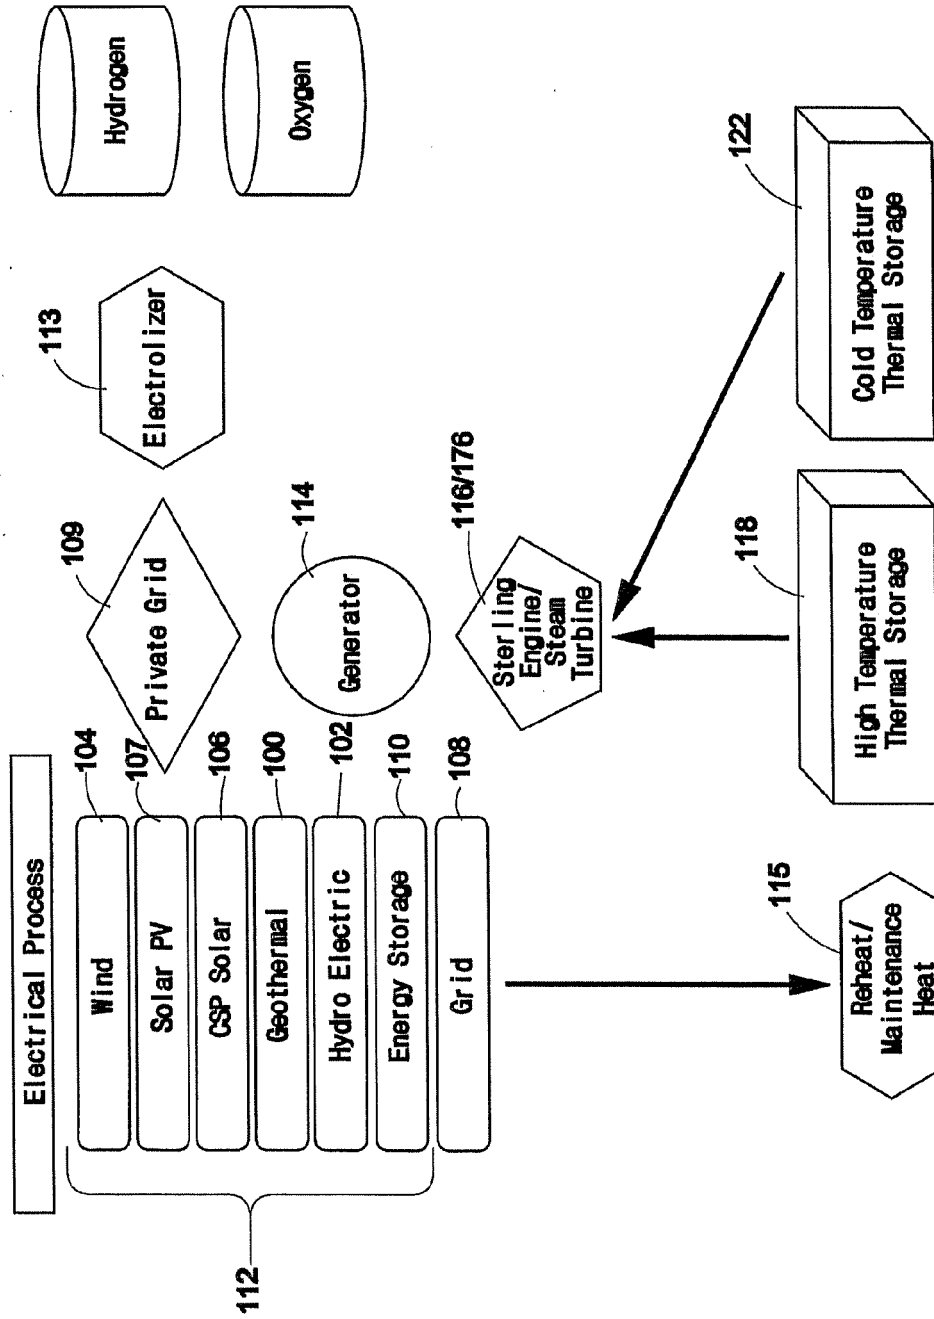 Electrical Process
Wind
104
Solar PV
107
CSP Solar
106
Geothermal
100
Hydro Electric
102
Energy Storage
110
Grid
108
112
Private Grid
109
Electrolizer
113
Hydrogen
Oxygen
Generator
114
Sterling
Engine/
Steam
Turbine
116/176
Reheat/
Maintenance
Heat
115
High Temperature
Thermal Storage
118
Cold Temperature
Thermal Storage
122